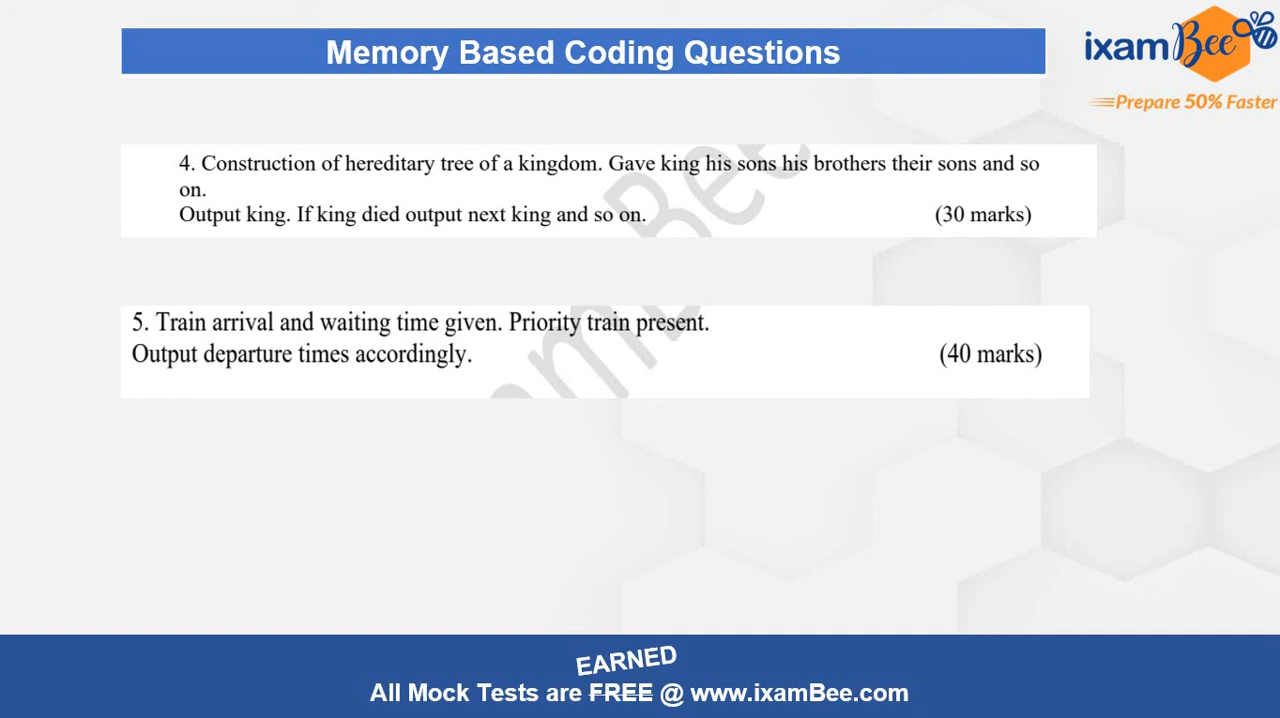 Memory Based Coding Questions
ixamBee
Prepare 50% Faster
4. Construction of hereditary tree of a kingdom. Gave king his sons his brothers their sons and so
on.
Output king. If king died output next king and so on. (30 marks)
5. Train arrival and waiting time given. Priority train present.
Output departure times accordingly. (40 marks)
EARNED
All Mock Tests are FREE @ www.ixamBee.com